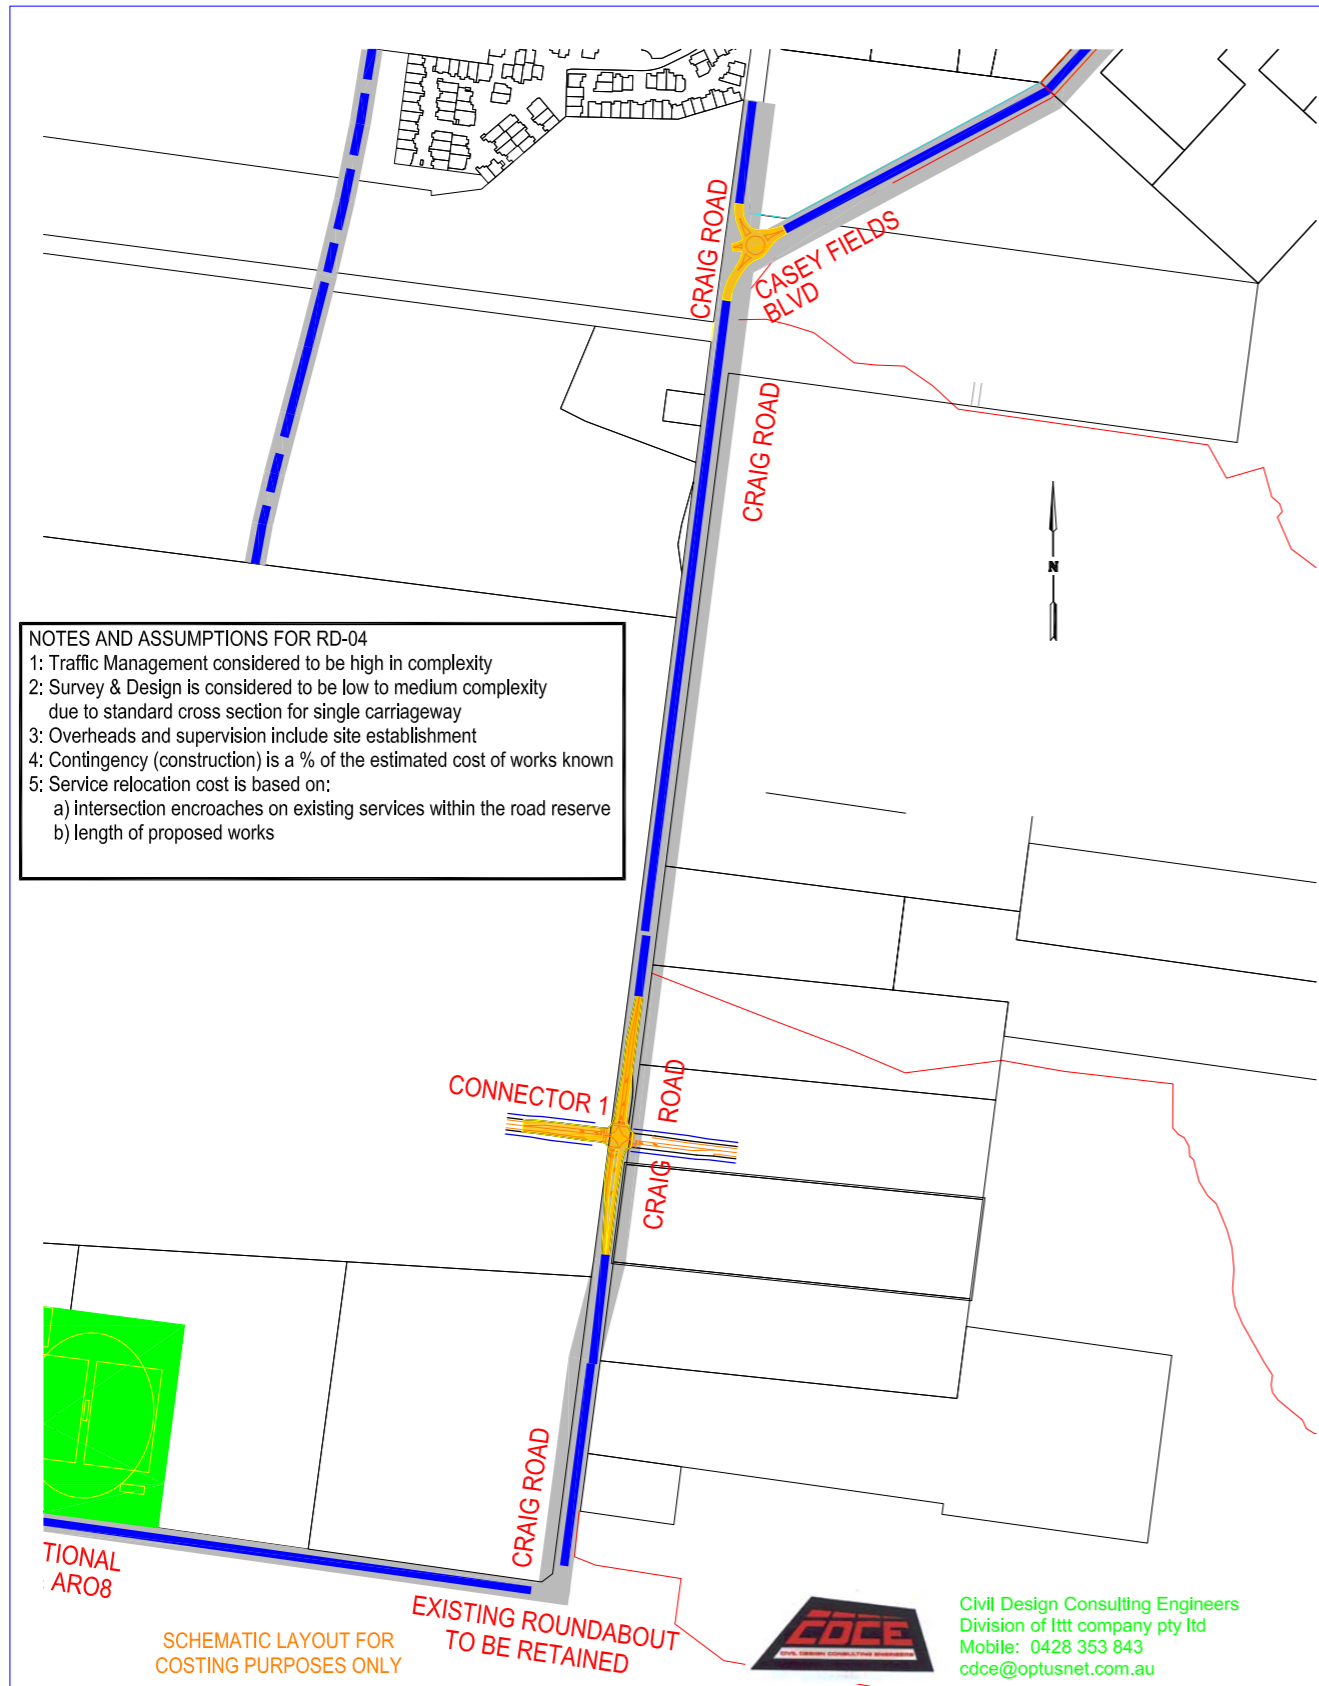 CRAIG ROAD
CASEY FIELDS
BLVD
CRAIG ROAD
N
NOTES AND ASSUMPTIONS FOR RD-04
1: Traffic Management considered to be high in complexity
2: Survey & Design is considered to be low to medium complexity
due to standard cross section for single carriageway
3: Overheads and supervision include site establishment
4: Contingency (construction) is a % of the estimated cost of works known
5: Service relocation cost is based on:
a) intersection encroaches on existing services within the road reserve
b) length of proposed works
CONNECTOR 1
CRAIG ROAD
CRAIG ROAD
TIONAL
: ARO8
EXISTING ROUNDABOUT
TO BE RETAINED
SCHEMATIC LAYOUT FOR
COSTING PURPOSES ONLY
CDCE
CIVIL DESIGN CONSULTING ENGINEERS
Civil Design Consulting Engineers
Division of Ittt company pty ltd
Mobile: 0428 353 843
cdce@optusnet.com.au